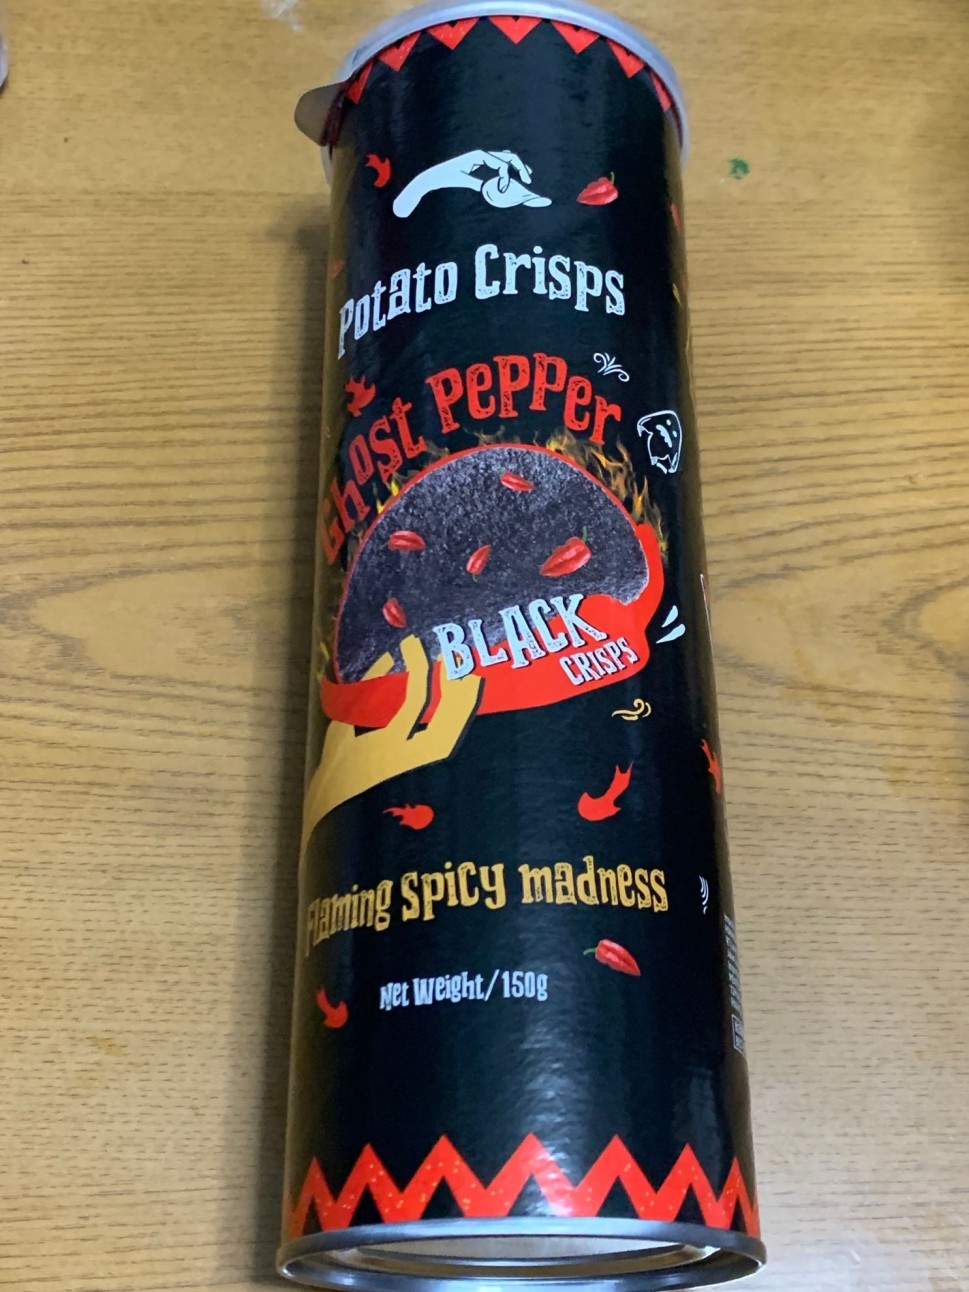 Potato Crisps
Ghost Pepper
BLACK
CRISPS
Flaming Spicy madness
Net Weight/150g